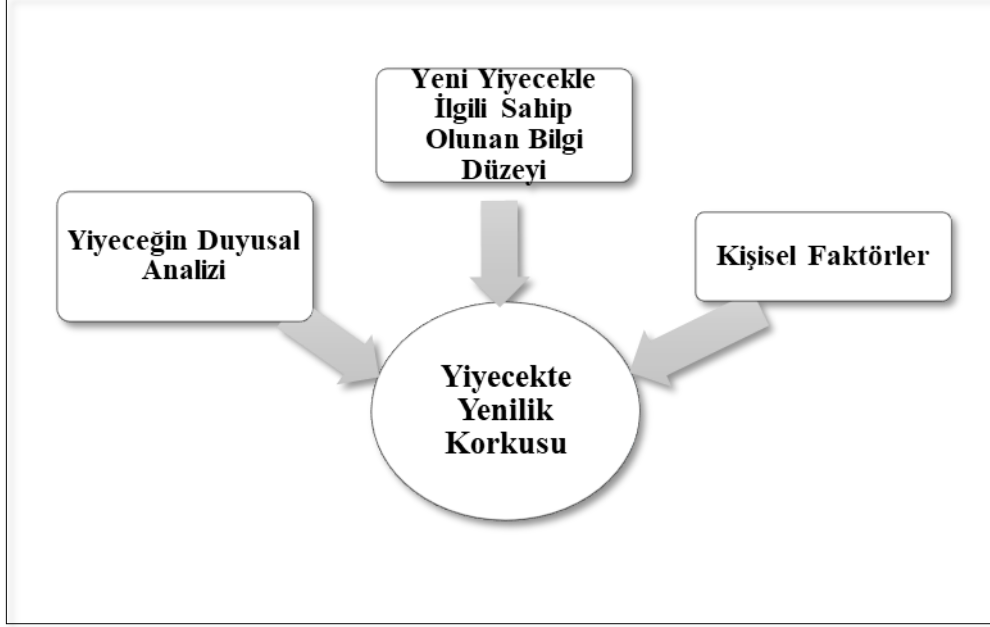 Yeni Yiyecekle
İlgili Sahip
Olunan Bilgi
Düzeyi
Yiyeceğin Duyusal
Analizi
Kişisel Faktörler
Yiyecekte
Yenilik
Korkusu